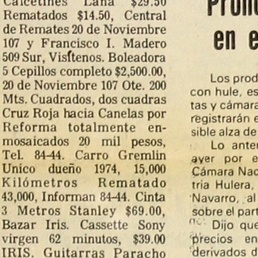 Calcetines Lana $29.50
Rematados $14.50, Central
de Remates 20 de Noviembre
107 y Francisco I. Madero
509 Sur, Visítenos. Boleadora
5 Cepillos completo $2,500.00,
20 de Noviembre 107 Ote. 200
Mts. Cuadrados, dos cuadras
Cruz Roja hacia Canelas por
Reforma totalmente en-
mosaicados 20 mil pesos,
Tel. 84-44. Carro Gremlin
Unico dueño 1974, 15,000
Kilómetros Rematado
43,000, Informan 84-44. Cinta
3 Metros Stanley $69.00,
Bazar Iris. Cassette Sony
virgen 62 minutos, $39.00
IRIS. Guitarras Paracho
en e
Los prod
con hule, es
tas y cámara
registrarán e
sible alza de
Lo anter
ayer por e
Cámara Nac
tria Hulera,
Navarro, al
sobre el part
Dijo que
precios en
derivados d